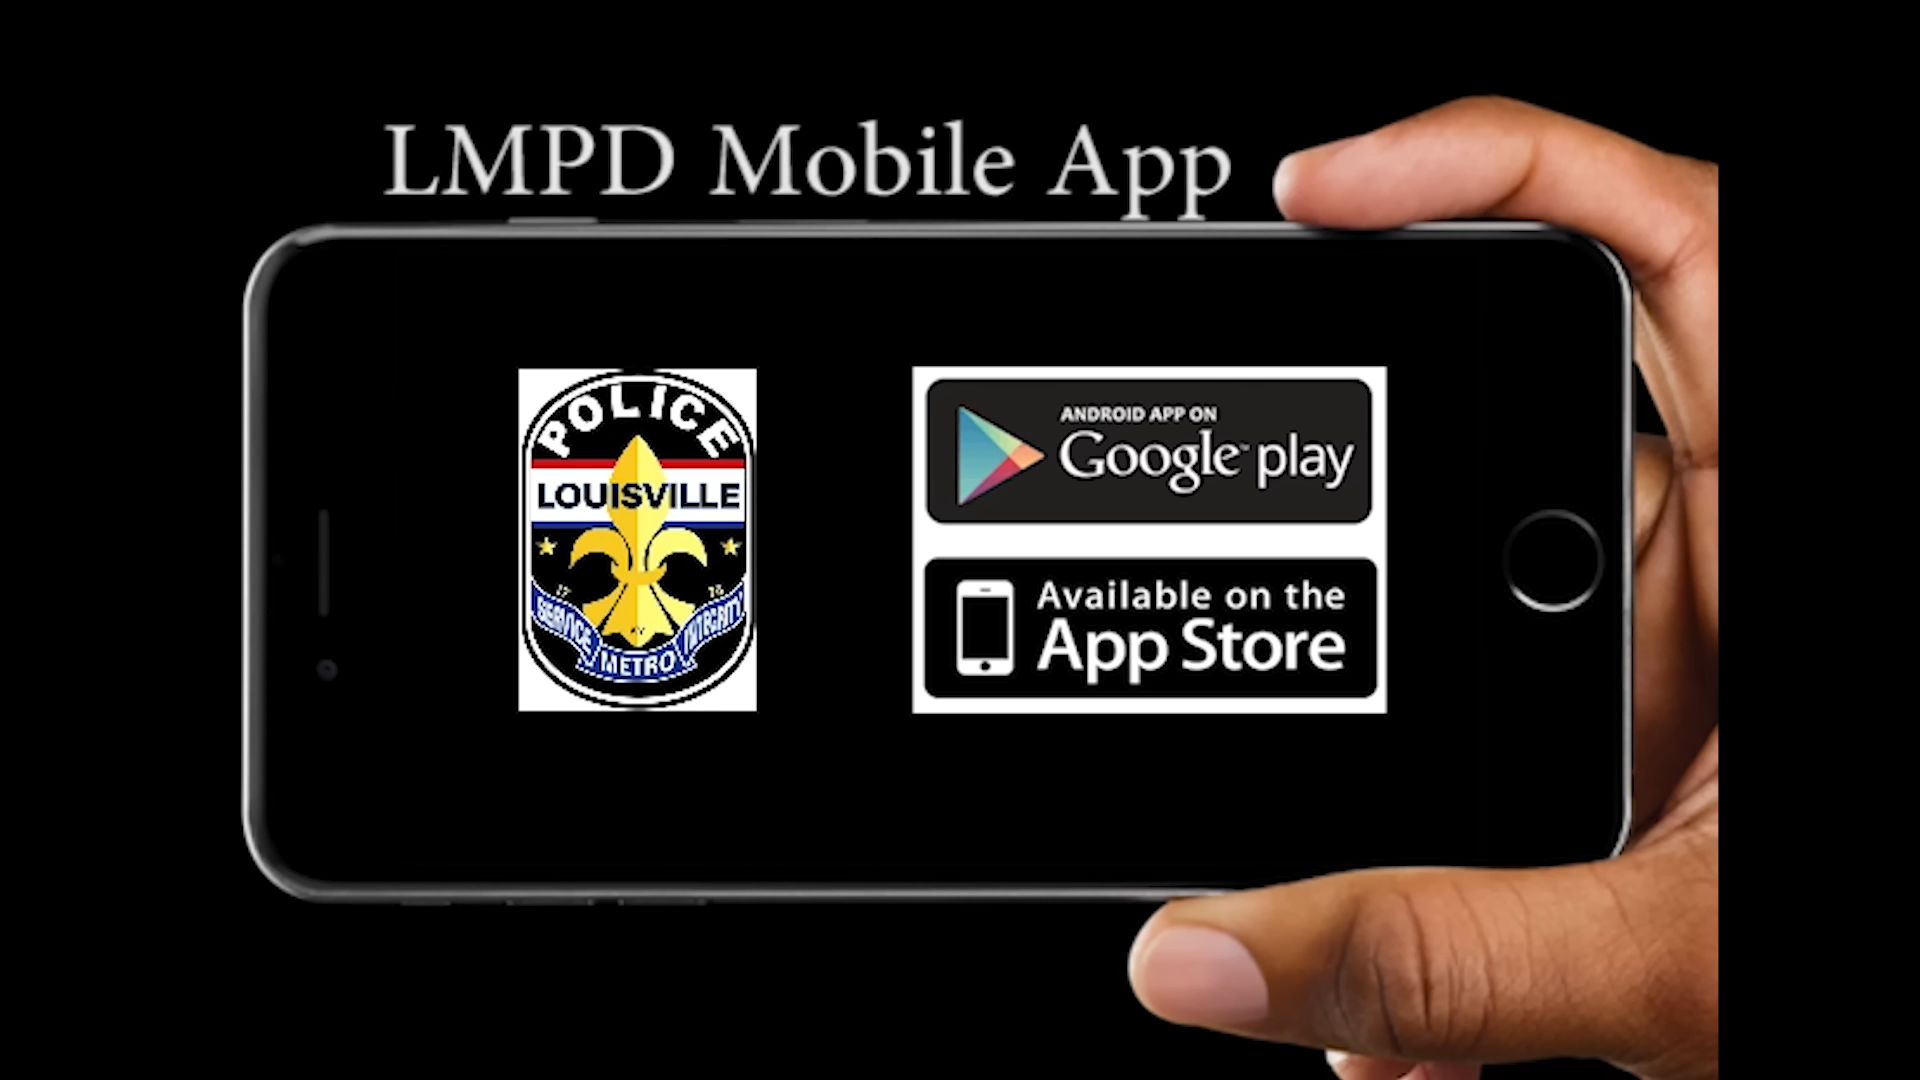 LMPD Mobile App
POLICE
LOUISVILLE
SERVICE
METRO
INTEGRITY
ANDROID APP ON
Google play
Available on the
App Store